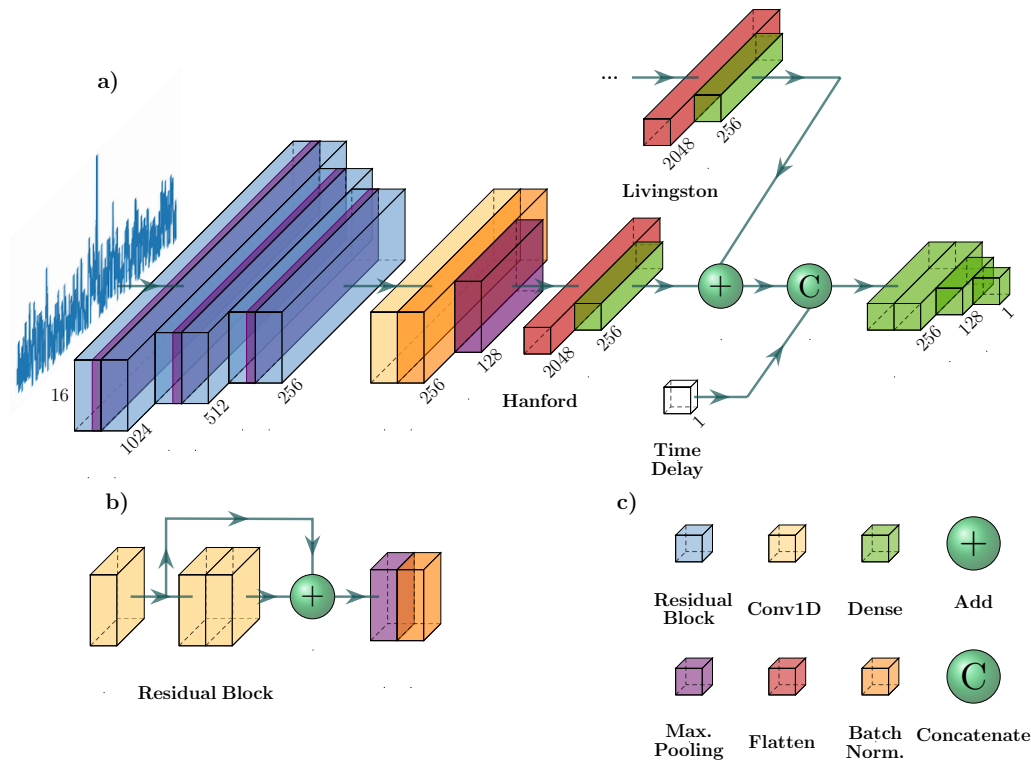 a)
...
2048
256
Livingston
16
1024
512
256
256
128
2048
256
Hanford
+
C
1
Time
Delay
256
128
1
b)
+
Residual Block
c)
Residual
Block
Conv1D
Dense
+
Add
Max.
Pooling
Flatten
Batch
Norm.
C
Concatenate